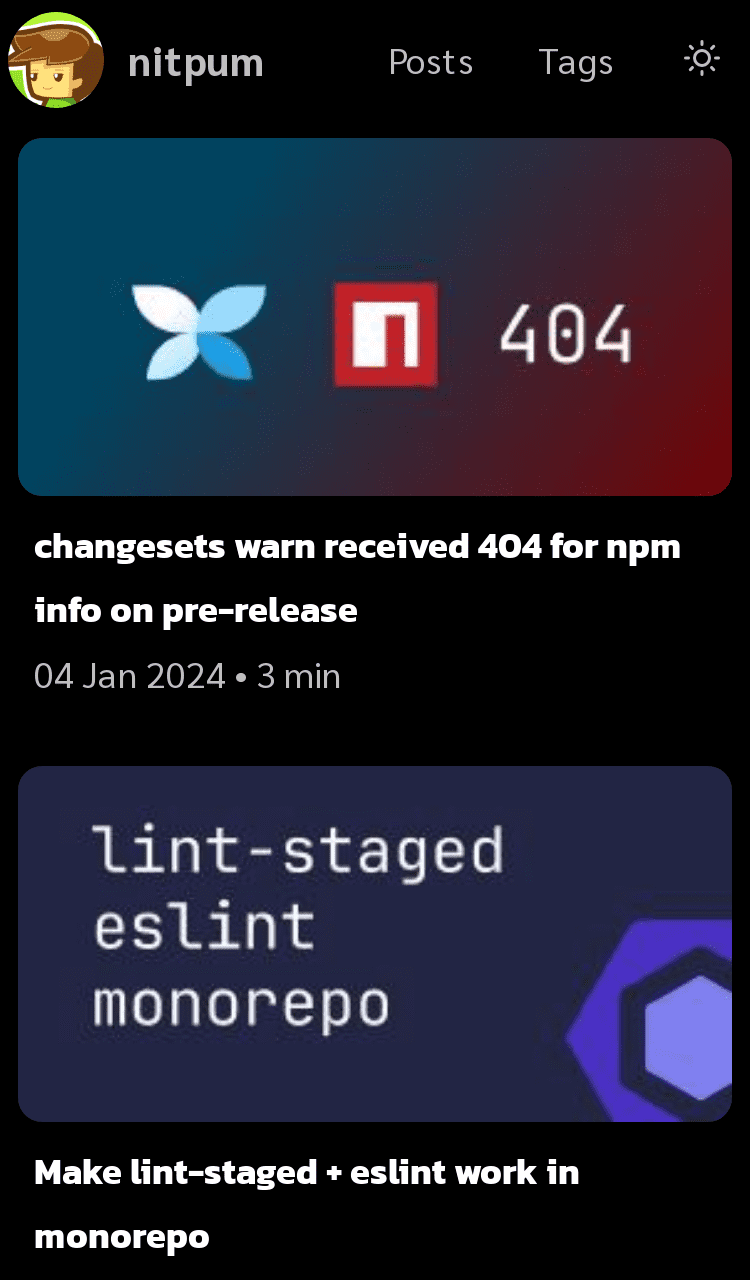 nitpum
Posts
Tags
404
changesets warn received 404 for npm
info on pre-release
04 Jan 2024 • 3 min
lint-staged
eslint
monorepo
Make lint-staged + eslint work in
monorepo